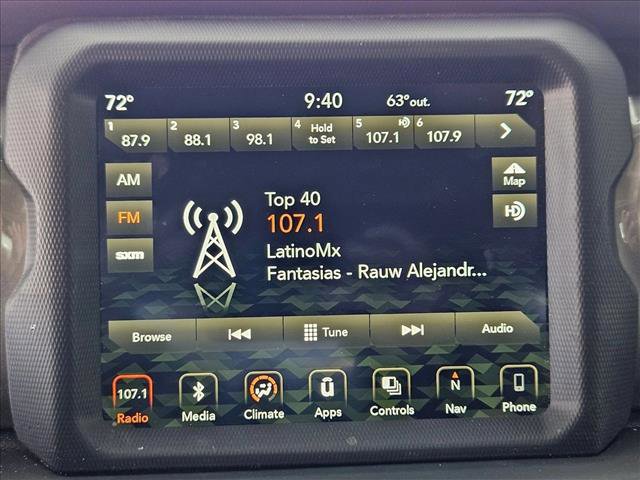 72° 9:40 63° out. 72°
1 87.9 2 88.1 3 98.1 4 Hold to Set 5 107.1 HD 6 107.9
AM
Map
FM
HD
sxm
Top 40
107.1
LatinoMx
Fantasias - Rauw Alejandr...
Browse Tune Audio
107.1 N
Radio Media Climate Apps Controls Nav Phone